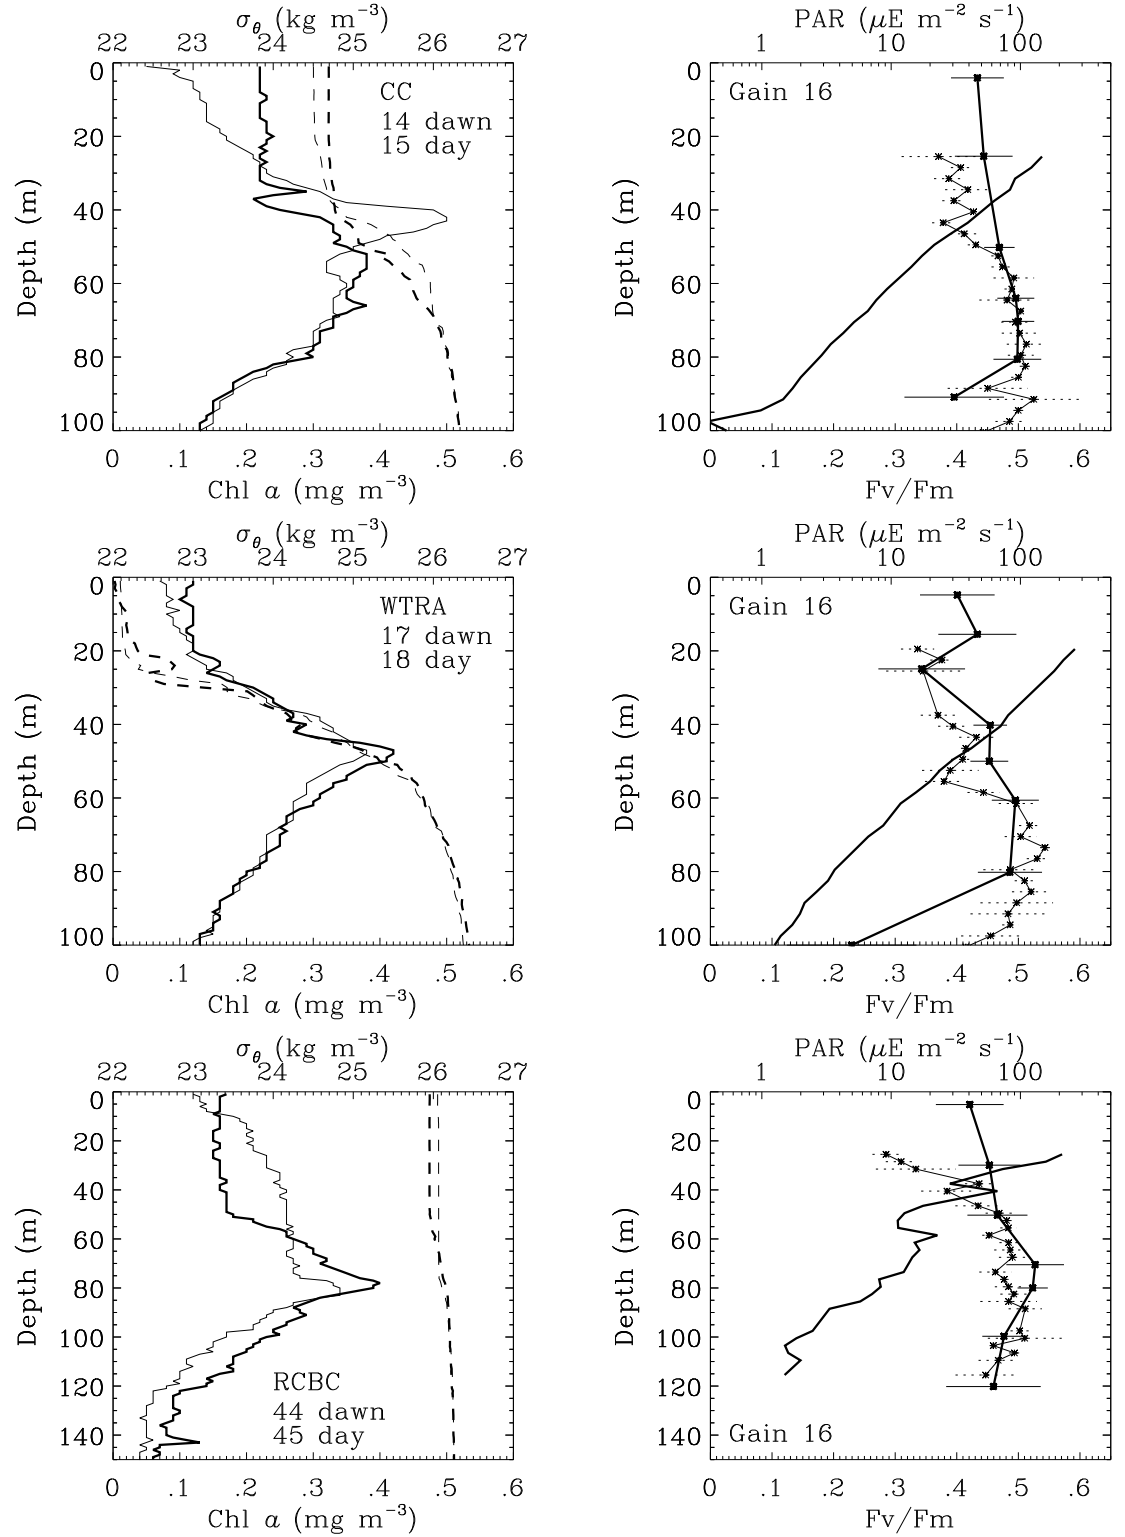 σθ (kg m⁻³)
22 23 24 25 26 27
0
20
40
60
80
100
Depth (m)
CC
14 dawn
15 day
0 .1 .2 .3 .4 .5 .6
Chl a (mg m⁻³)
PAR (μE m⁻² s⁻¹)
1 10 100
0
20
40
60
80
100
Depth (m)
Gain 16
0 .1 .2 .3 .4 .5 .6
Fv/Fm
σθ (kg m⁻³)
22 23 24 25 26 27
0
20
40
60
80
100
Depth (m)
WTRA
17 dawn
18 day
0 .1 .2 .3 .4 .5 .6
Chl a (mg m⁻³)
PAR (μE m⁻² s⁻¹)
1 10 100
0
20
40
60
80
100
Depth (m)
Gain 16
0 .1 .2 .3 .4 .5 .6
Fv/Fm
σθ (kg m⁻³)
22 23 24 25 26 27
0
20
40
60
80
100
120
140
Depth (m)
RCBC
44 dawn
45 day
0 .1 .2 .3 .4 .5 .6
Chl a (mg m⁻³)
PAR (μE m⁻² s⁻¹)
1 10 100
0
20
40
60
80
100
120
140
Depth (m)
Gain 16
0 .1 .2 .3 .4 .5 .6
Fv/Fm